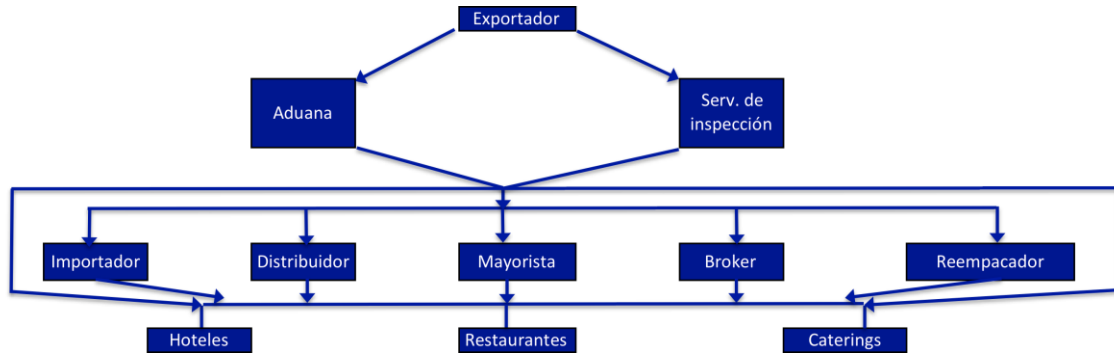 Exportador
Aduana
Serv. de
inspección
Importador
Distribuidor
Mayorista
Broker
Reempacador
Hoteles
Restaurantes
Caterings